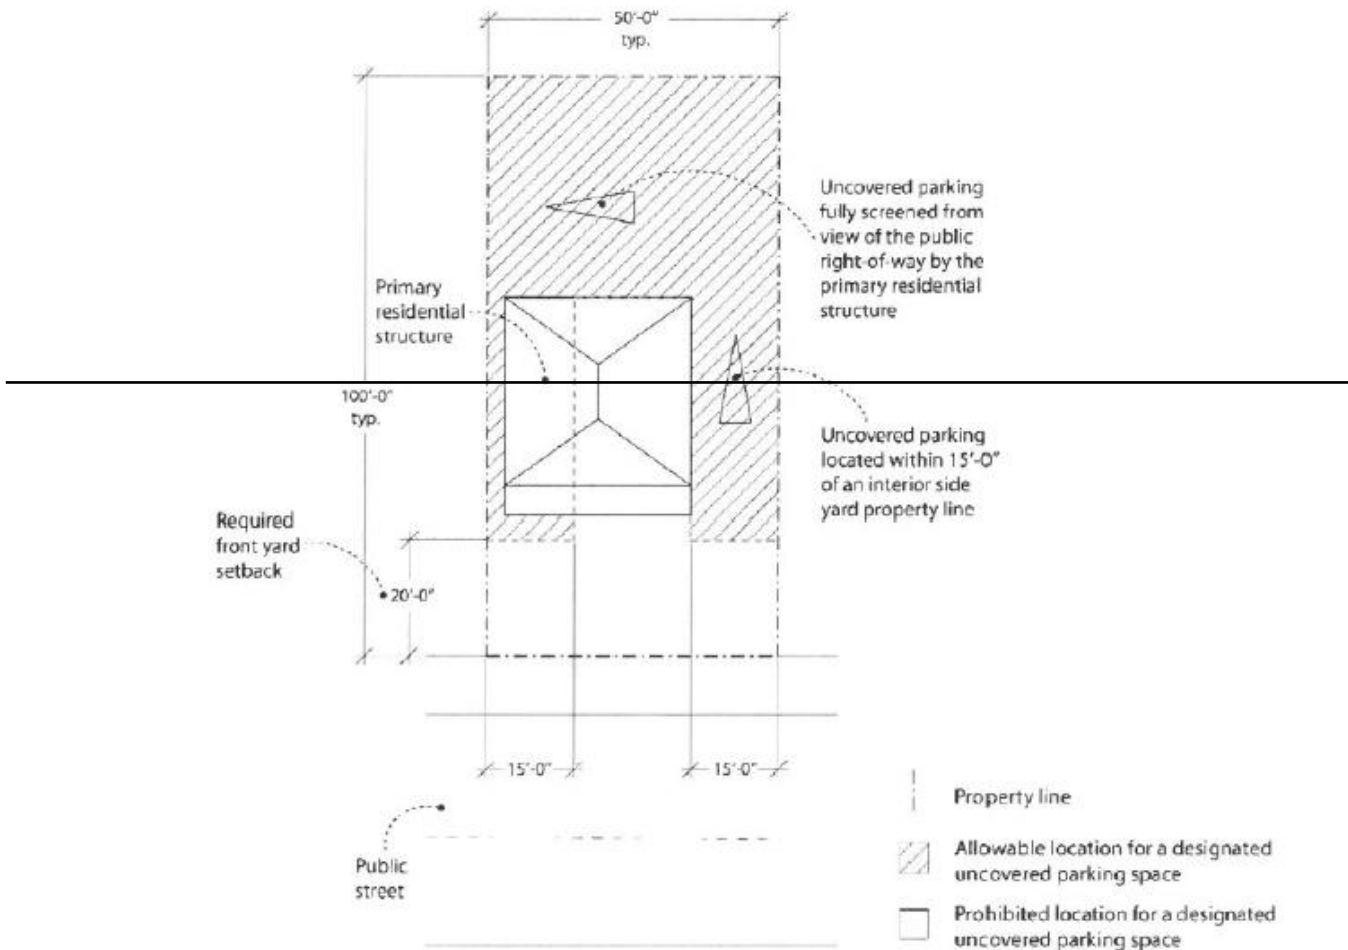 50'-0"
typ.
Uncovered parking
fully screened from
view of the public
right-of-way by the
primary residential
structure
Primary
residential
structure
100'-0"
typ.
Uncovered parking
located within 15'-0"
of an interior side
yard property line
Required
front yard
setback
20'-0"
15'-0"
15'-0"
Property line
Public
street
Allowable location for a designated
uncovered parking space
Prohibited location for a designated
uncovered parking space